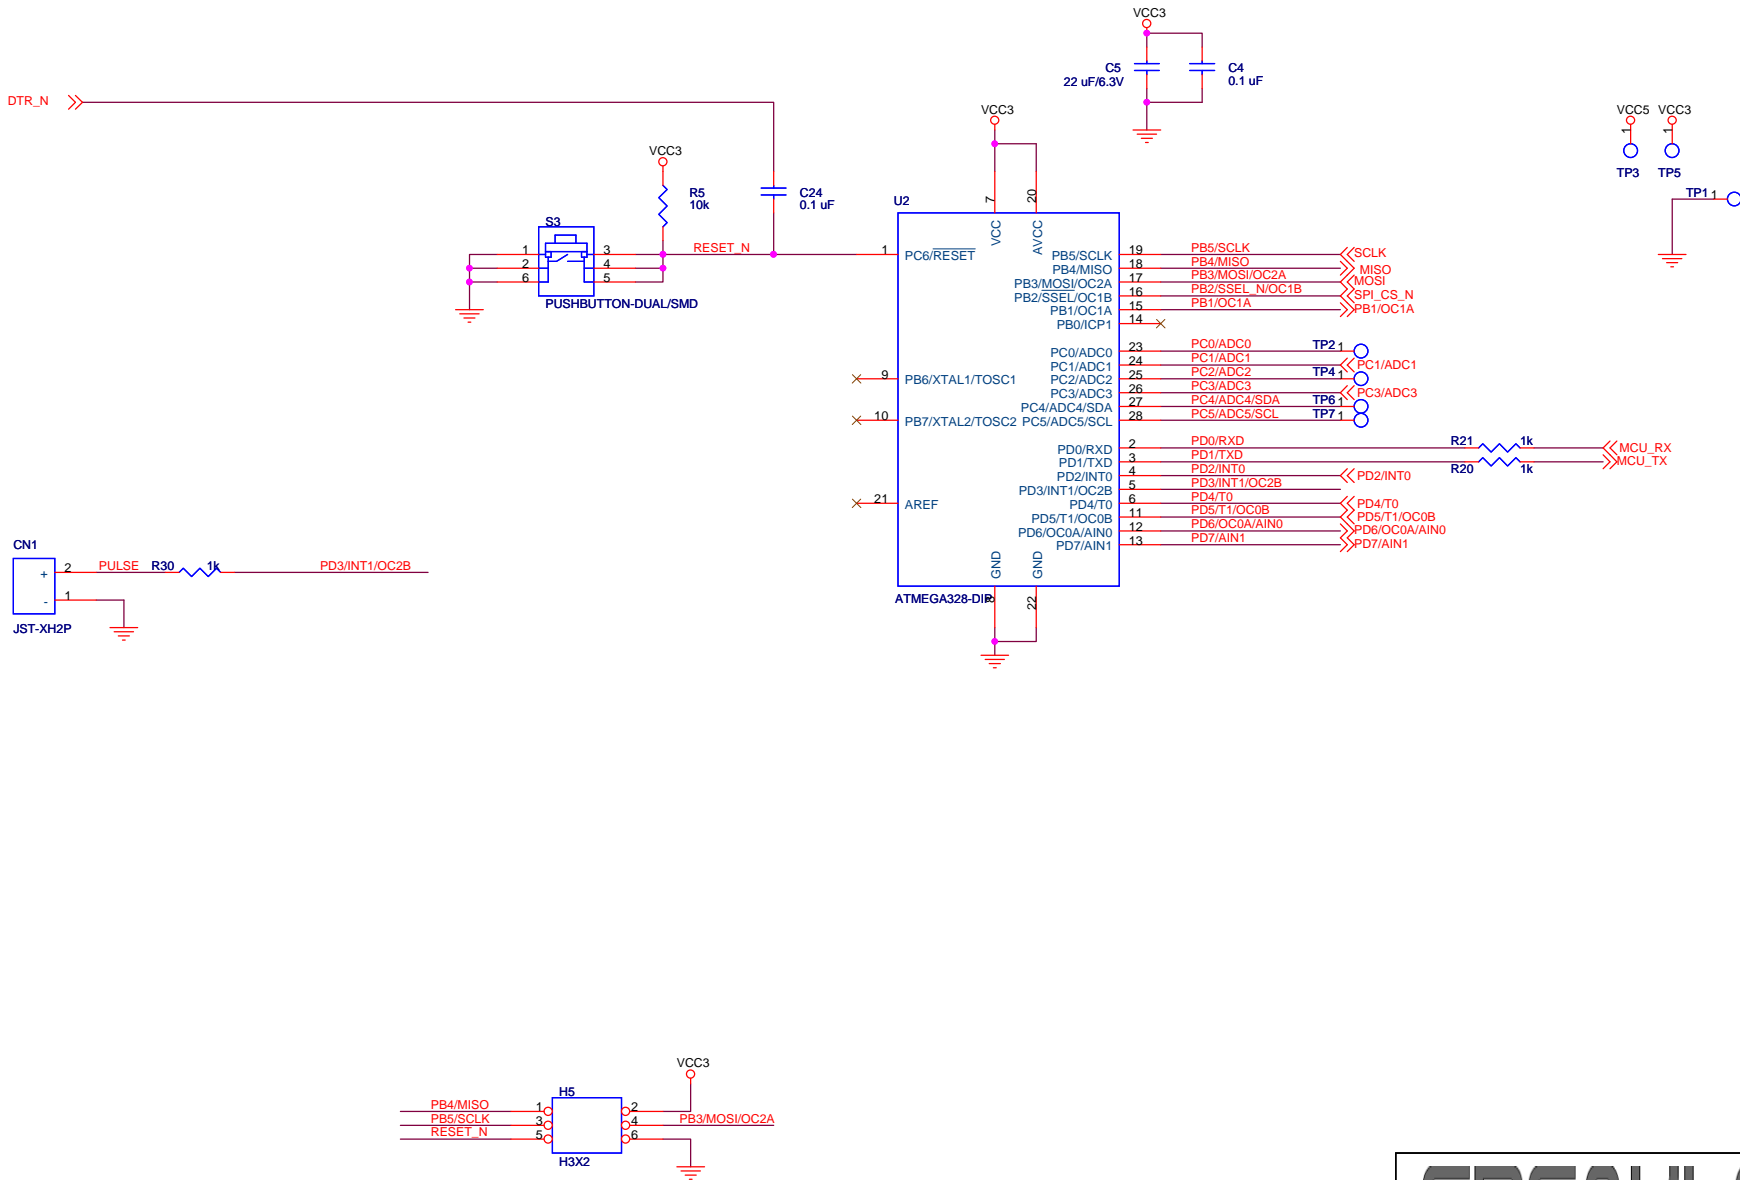 VCC3
C5
22 uF/6.3V
C4
0.1 uF
DTR_N
VCC3
VCC5 VCC3
1 1
TP3 TP5
TP1 1
VCC3
R5
10k
C24
0.1 uF
S3
1 3
2 4
6 5
PUSHBUTTON-DUAL/SMD
RESET_N
U2
7 20
VCC AVCC
1 PC6/RESET
PB5/SCLK 19 PB5/SCLK SCLK
PB4/MISO 18 PB4/MISO MISO
PB3/MOSI/OC2A 17 PB3/MOSI/OC2A MOSI
PB2/SSEL/OC1B 16 PB2/SSEL_N/OC1B SPI_CS_N
PB1/OC1A 15 PB1/OC1A PB1/OC1A
PB0/ICP1 14
PC0/ADC0 23 PC0/ADC0 TP2 1
PC1/ADC1 24 PC1/ADC1 PC1/ADC1
9 PB6/XTAL1/TOSC1 PC2/ADC2 25 PC2/ADC2 TP4 1
PC3/ADC3 26 PC3/ADC3 PC3/ADC3
PC4/ADC4/SDA 27 PC4/ADC4/SDA TP6 1
10 PB7/XTAL2/TOSC2 PC5/ADC5/SCL 28 PC5/ADC5/SCL TP7 1
PD0/RXD 2 PD0/RXD R21 1k MCU_RX
PD1/TXD 3 PD1/TXD R20 1k MCU_TX
PD2/INT0 4 PD2/INT0 PD2/INT0
PD3/INT1/OC2B 5 PD3/INT1/OC2B
21 AREF PD4/T0 6 PD4/T0 PD4/T0
PD5/T1/OC0B 11 PD5/T1/OC0B PD5/T1/OC0B
PD6/OC0A/AIN0 12 PD6/OC0A/AIN0 PD6/OC0A/AIN0
PD7/AIN1 13 PD7/AIN1 PD7/AIN1
GND GND
ATMEGA328-DIP 8 22
CN1
+ 2 PULSE R30 1k PD3/INT1/OC2B
- 1
JST-XH2P
VCC3
H5
PB4/MISO 1 2
PB5/SCLK 3 4 PB3/MOSI/OC2A
RESET_N 5 6
H3X2